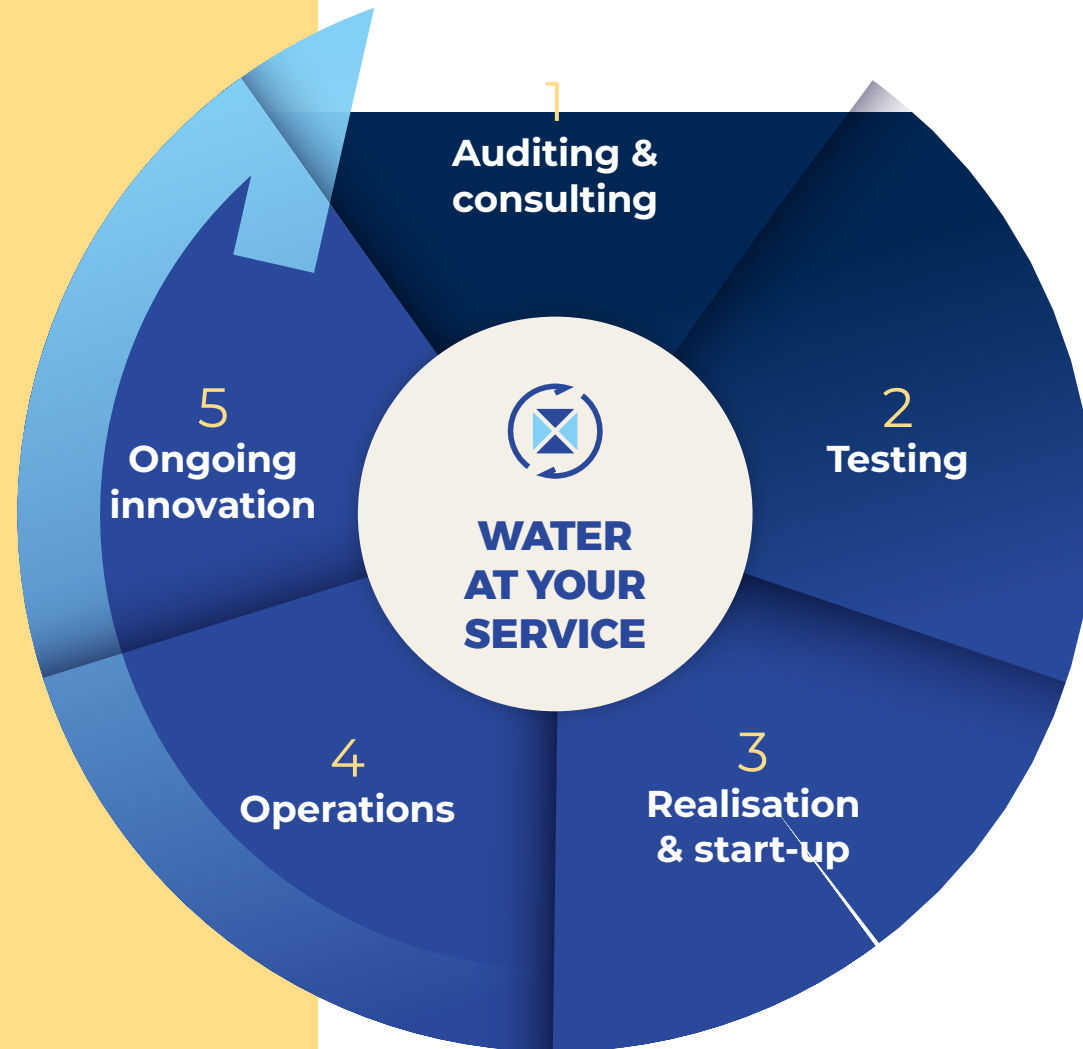 1
Auditing &
consulting
2
Testing
3
Realisation
& start-up
4
Operations
5
Ongoing
innovation
WATER
AT YOUR
SERVICE